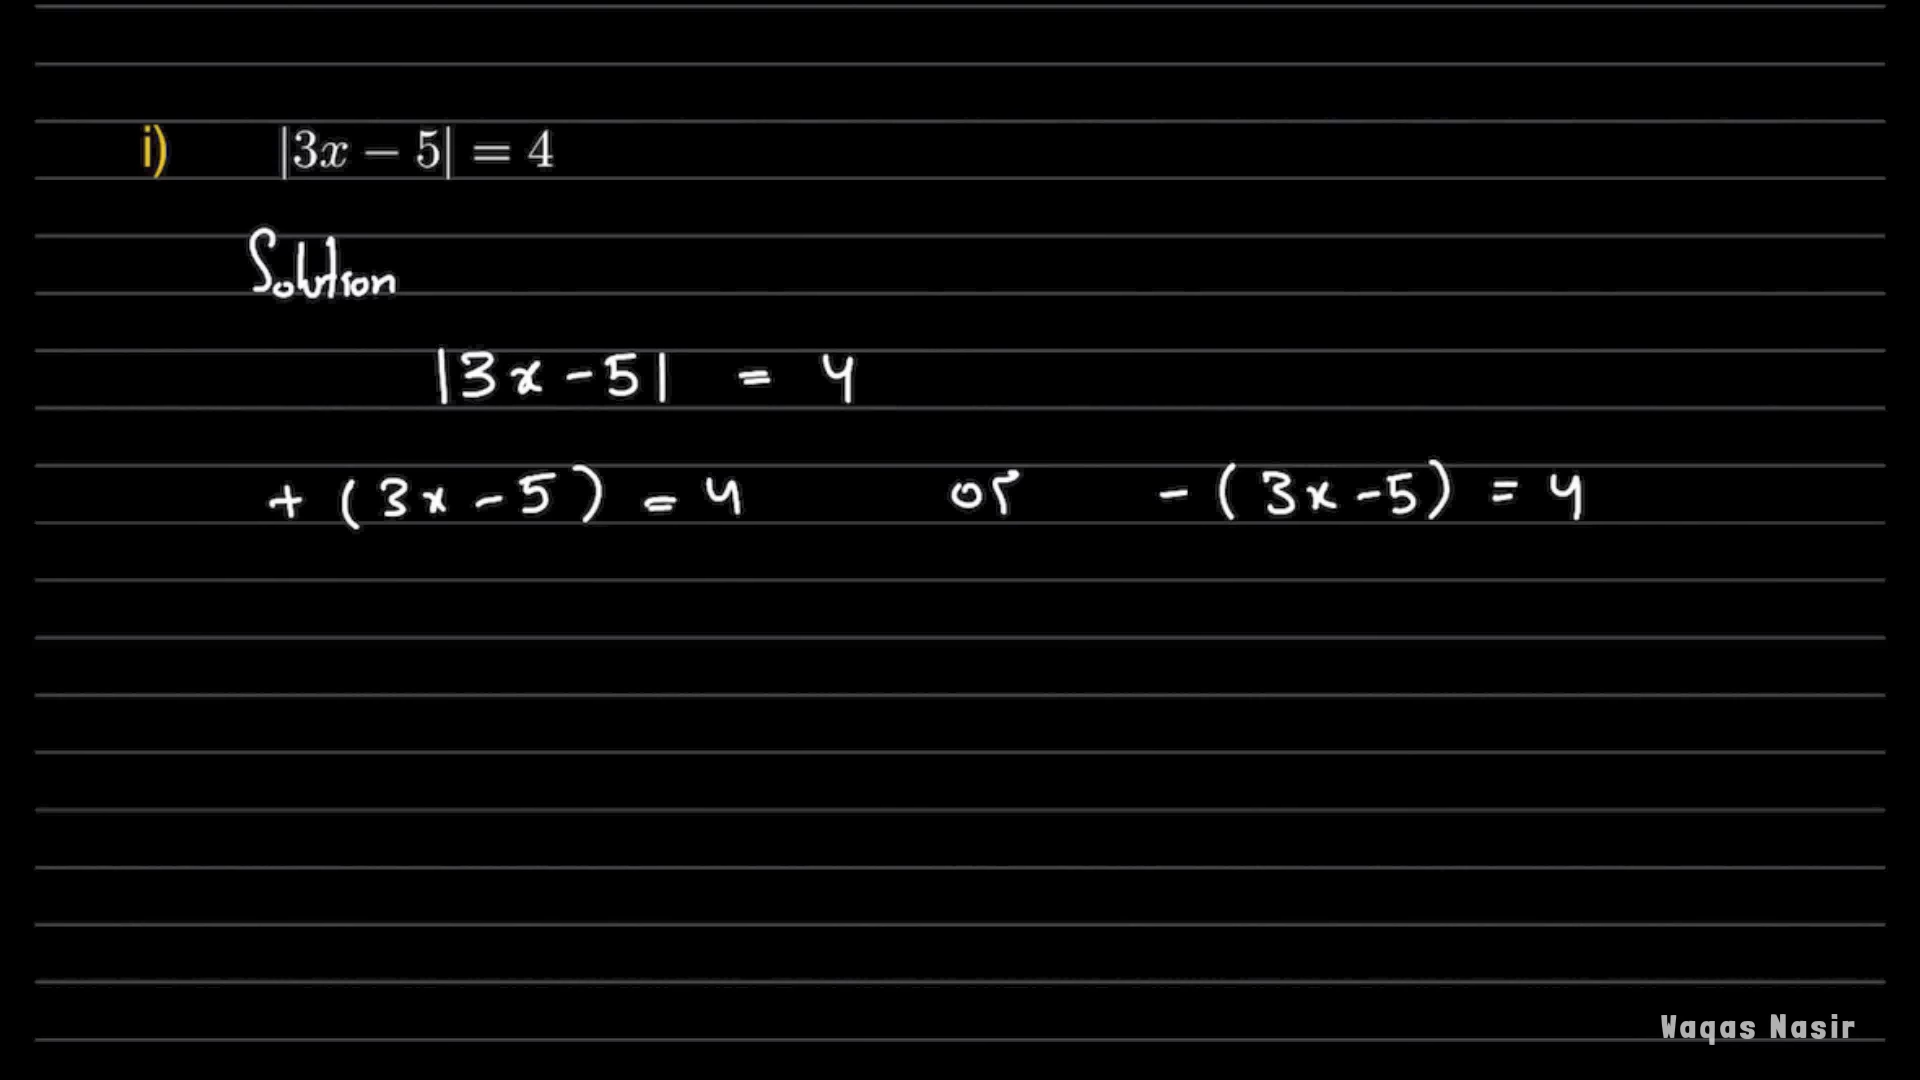 i) |3x − 5| = 4
Solution
|3x - 5| = 4
+ (3x - 5) = 4 or - (3x - 5) = 4
Waqas Nasir